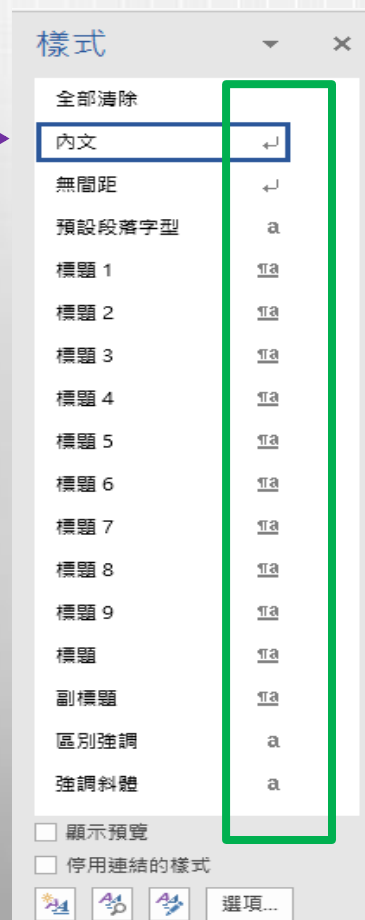 樣式
全部清除
內文 ↵
無間距 ↵
預設段落字型 a
標題 1 ¶a
標題 2 ¶a
標題 3 ¶a
標題 4 ¶a
標題 5 ¶a
標題 6 ¶a
標題 7 ¶a
標題 8 ¶a
標題 9 ¶a
標題 ¶a
副標題 ¶a
區別強調 a
強調斜體 a
顯示預覽
停用連結的樣式
選項...